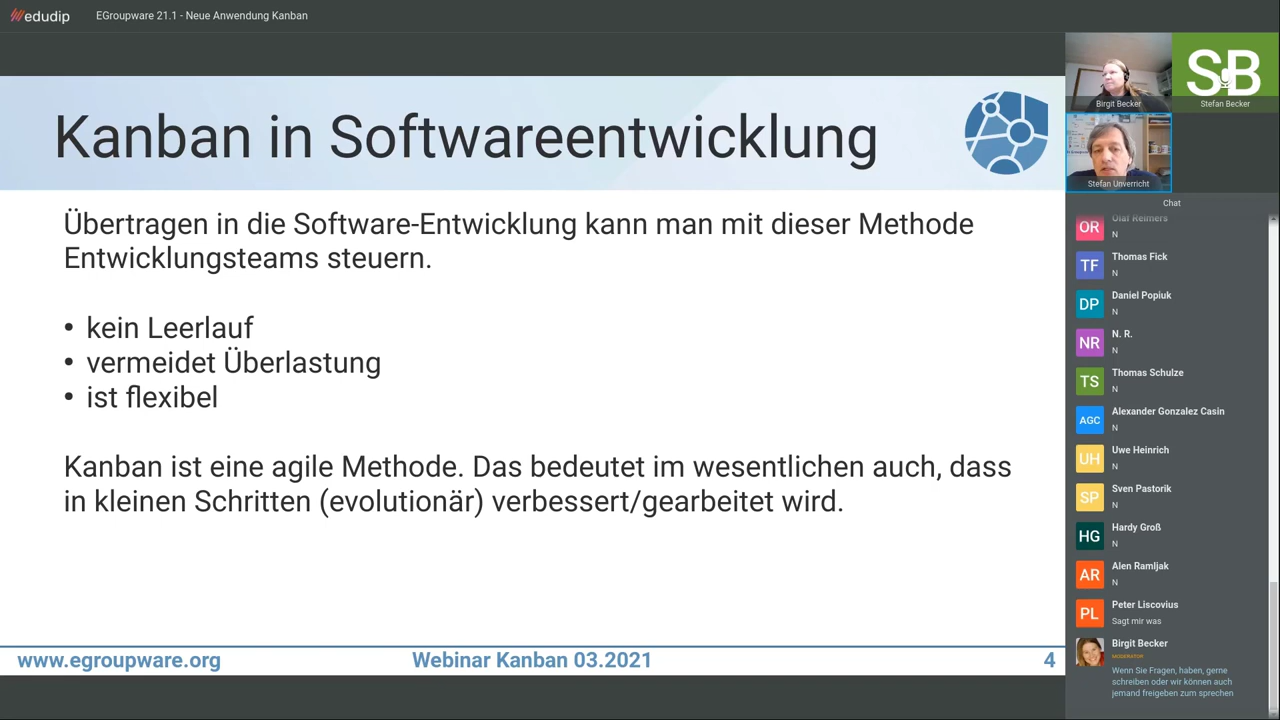 edudip
EGroupware 21.1 - Neue Anwendung Kanban
Kanban in Softwareentwicklung
Übertragen in die Software-Entwicklung kann man mit dieser Methode
Entwicklungsteams steuern.
• kein Leerlauf
• vermeidet Überlastung
• ist flexibel
Kanban ist eine agile Methode. Das bedeutet im wesentlichen auch, dass
in kleinen Schritten (evolutionär) verbessert/gearbeitet wird.
www.egroupware.org
Webinar Kanban 03.2021
4
Birgit Becker
SB
Stefan Becker
Stefan Unverricht
Chat
Olaf Reimers
OR
N
TF
Thomas Fick
N
DP
Daniel Popiuk
N
NR
N. R.
N
TS
Thomas Schulze
N
AGC
Alexander Gonzalez Casin
N
UH
Uwe Heinrich
N
SP
Sven Pastorik
N
HG
Hardy Groß
N
AR
Alen Ramljak
N
PL
Peter Liscovius
Sagt mir was
Birgit Becker
MODERATOR
Wenn Sie Fragen, haben, gerne
schreiben oder wir können auch
jemand freigeben zum sprechen